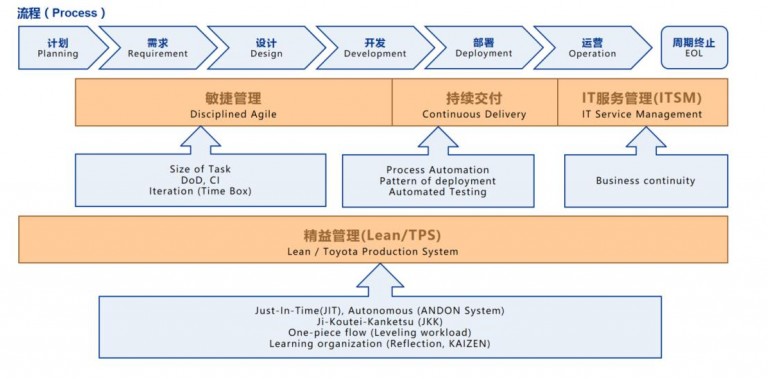 流程（Process）
计划
Planning
需求
Requirement
设计
Design
开发
Development
部署
Deployment
运营
Operation
周期终止
EOL
敏捷管理
Disciplined Agile
持续交付
Continuous Delivery
IT服务管理(ITSM)
IT Service Management
Size of Task
DoD, CI
Iteration (Time Box)
Process Automation
Pattern of deployment
Automated Testing
Business continuity
精益管理(Lean/TPS)
Lean / Toyota Production System
Just-In-Time(JIT), Autonomous (ANDON System)
Ji-Koutei-Kanketsu (JKK)
One-piece flow (Leveling workload)
Learning organization (Reflection, KAIZEN)